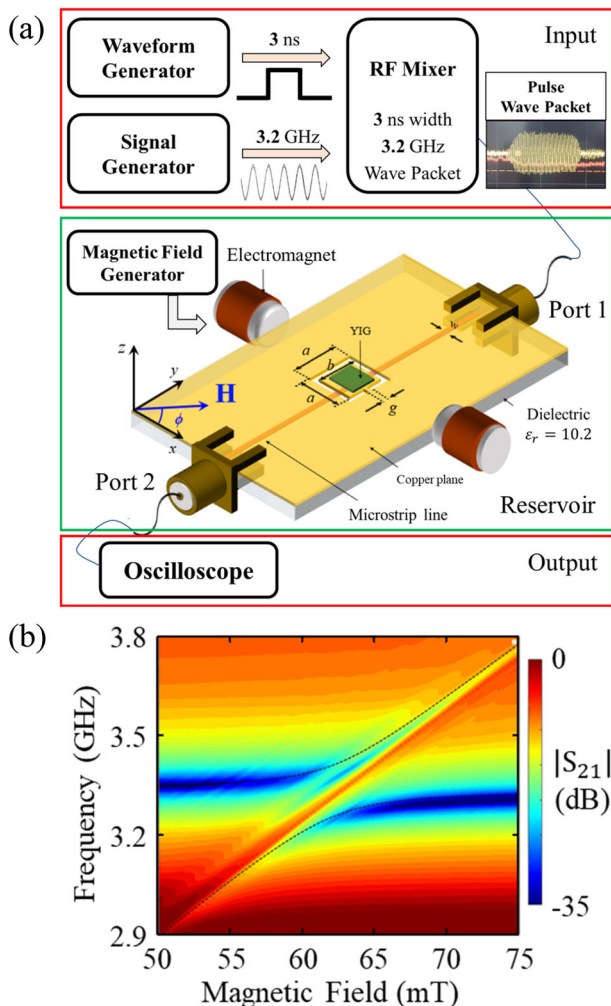 (a)
Input
Waveform
Generator
3 ns
RF Mixer
3 ns width
3.2 GHz
Wave Packet
Pulse
Wave Packet
Signal
Generator
3.2 GHz
Magnetic Field
Generator
Electromagnet
Port 1
YIG
w
a
b
a
g
z
y
H
ϕ
x
Dielectric
εr = 10.2
Port 2
Copper plane
Microstrip line
Reservoir
Oscilloscope
Output
(b)
3.8
3.5
3.2
2.9
Frequency (GHz)
50 55 60 65 70 75
Magnetic Field (mT)
0
|S21|
(dB)
-35